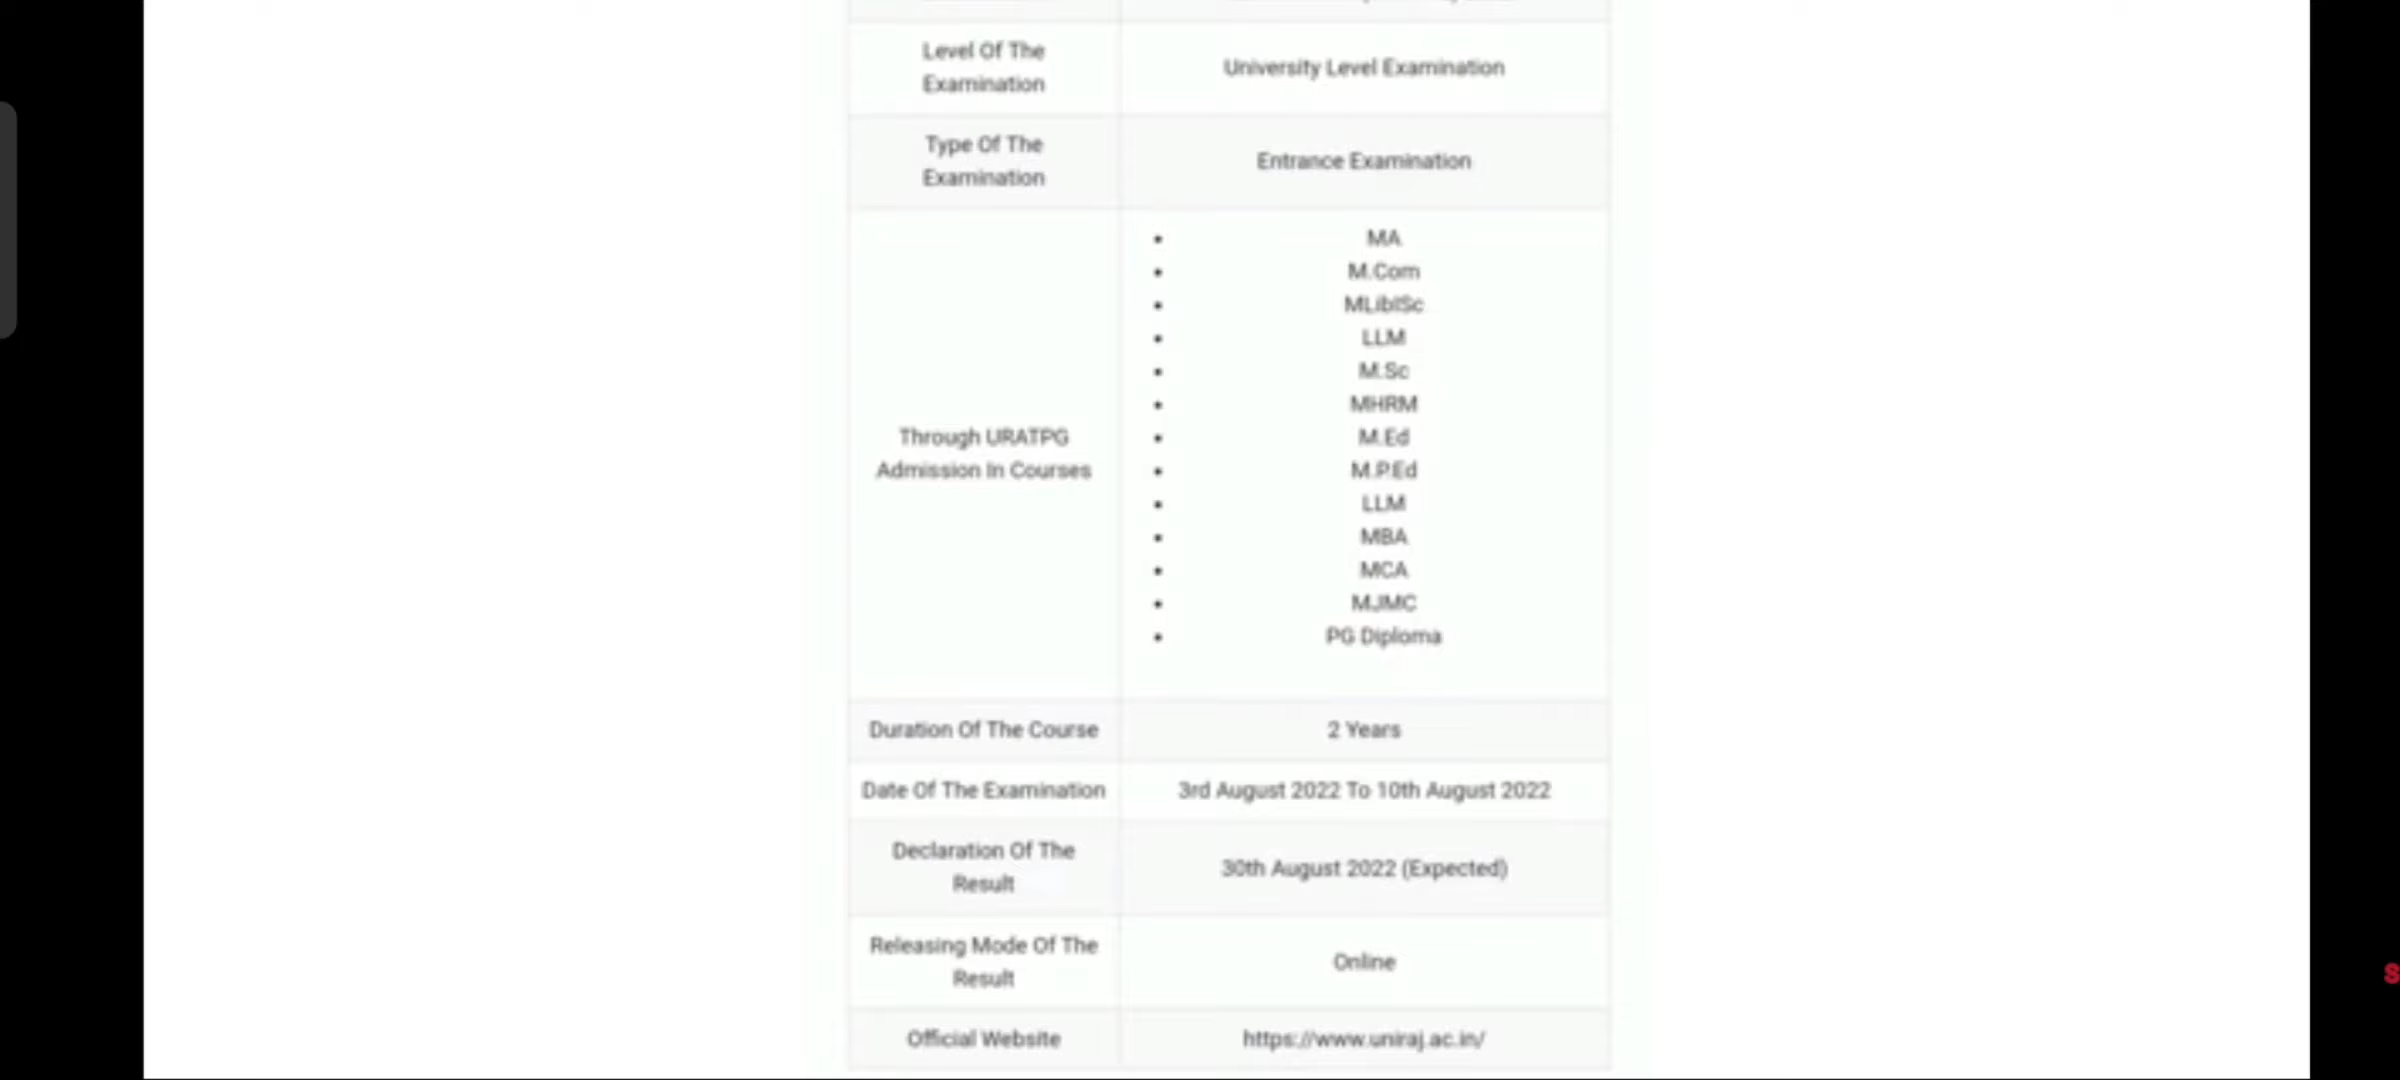 Level Of The
Examination
University Level Examination
Type Of The
Examination
Entrance Examination
Through URATPG
Admission In Courses
• MA
• M.Com
• MLibISc
• LLM
• M.Sc
• MHRM
• M.Ed
• M.P.Ed
• LLM
• MBA
• MCA
• MJMC
• PG Diploma
Duration Of The Course
2 Years
Date Of The Examination
3rd August 2022 To 10th August 2022
Declaration Of The
Result
30th August 2022 (Expected)
Releasing Mode Of The
Result
Online
Official Website
https://www.uniraj.ac.in/